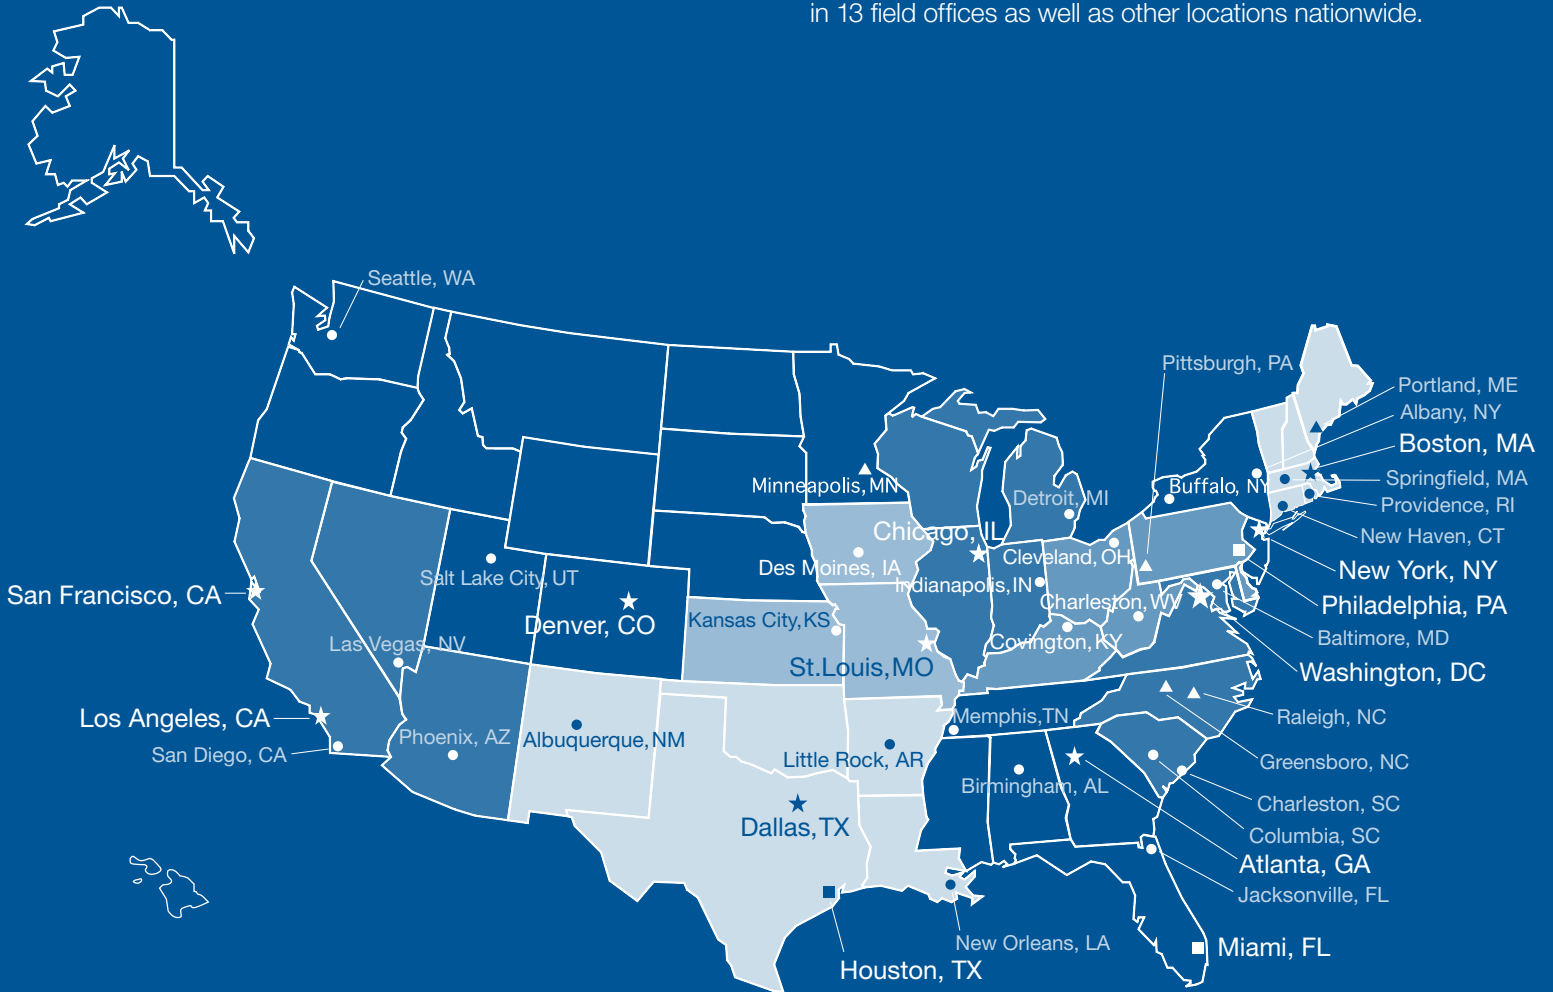 in 13 field offices as well as other locations nationwide.
Seattle, WA
Pittsburgh, PA
Portland, ME
Albany, NY
Boston, MA
Minneapolis, MN
Buffalo, NY
Springfield, MA
Detroit, MI
Providence, RI
Chicago, IL
New Haven, CT
Cleveland, OH
Des Moines, IA
New York, NY
Salt Lake City, UT
Indianapolis, IN
San Francisco, CA
Charleston, WV
Philadelphia, PA
Kansas City, KS
Denver, CO
Baltimore, MD
Las Vegas, NV
Covington, KY
St.Louis, MO
Washington, DC
Los Angeles, CA
Memphis, TN
Raleigh, NC
Phoenix, AZ
Albuquerque, NM
San Diego, CA
Little Rock, AR
Greensboro, NC
Birmingham, AL
Charleston, SC
Dallas, TX
Columbia, SC
Atlanta, GA
Jacksonville, FL
New Orleans, LA
Miami, FL
Houston, TX